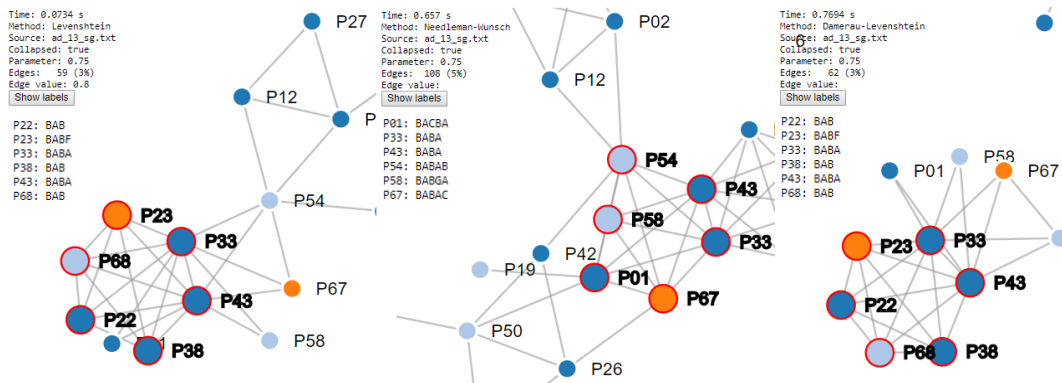 Time: 0.0734 s
Method: Levenshtein
Source: ad_13_sg.txt
Collapsed: true
Parameter: 0.75
Edges: 59 (3%)
Edge value: 0.8
Show labels
P22: BAB
P23: BABF
P33: BABA
P38: BAB
P43: BABA
P68: BAB
P27
P12
P
P54
P23
P33
P68
P67
P43
P22
P58
P38
Time: 0.657 s
Method: Needleman-Wunsch
Source: ad_13_sg.txt
Collapsed: true
Parameter: 0.75
Edges: 108 (5%)
Edge value:
Show labels
P01: BACBA
P33: BABA
P43: BABA
P54: BABAB
P58: BABGA
P67: BABAC
P02
P12
P54
P43
P58
P33
P42
P19
P01
P67
P50
P26
Time: 0.7694 s
Method: Damerau-Levenshtein
Source: ad_13_sg.txt
6
Collapsed: true
Parameter: 0.75
Edges: 62 (3%)
Edge value:
Show labels
P22: BAB
P23: BABF
P33: BABA
P38: BAB
P43: BABA
P68: BAB
P58
P01
P67
P23
P33
P43
P22
P68
P38